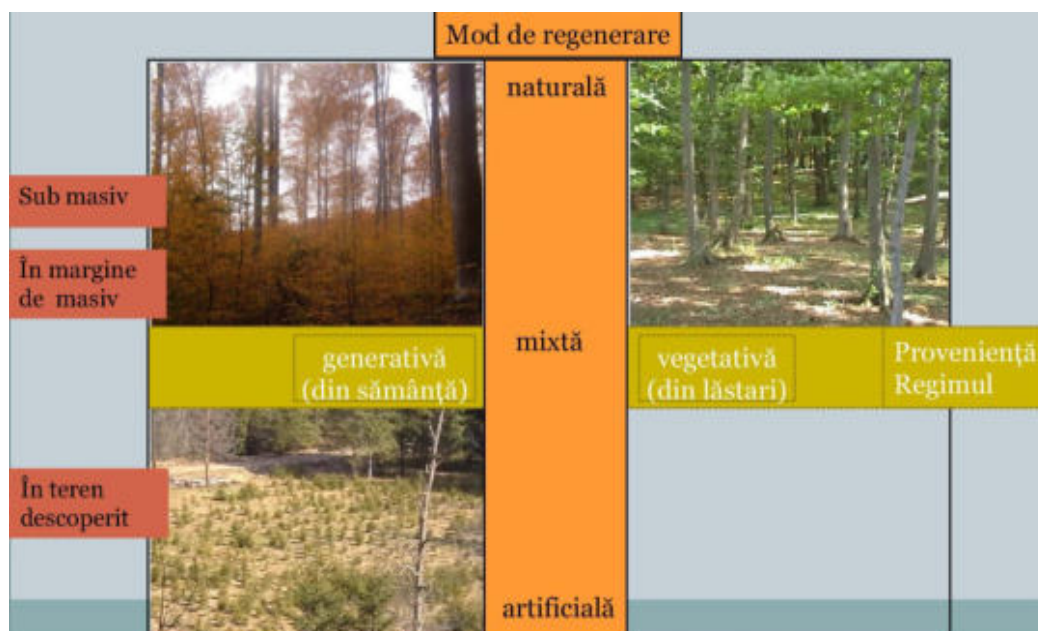 Mod de regenerare
naturală
Sub masiv
În margine
de masiv
mixtă
generativă
(din sămânță)
vegetativă
(din lăstari)
Proveniență
Regimul
În teren
descoperit
artificială